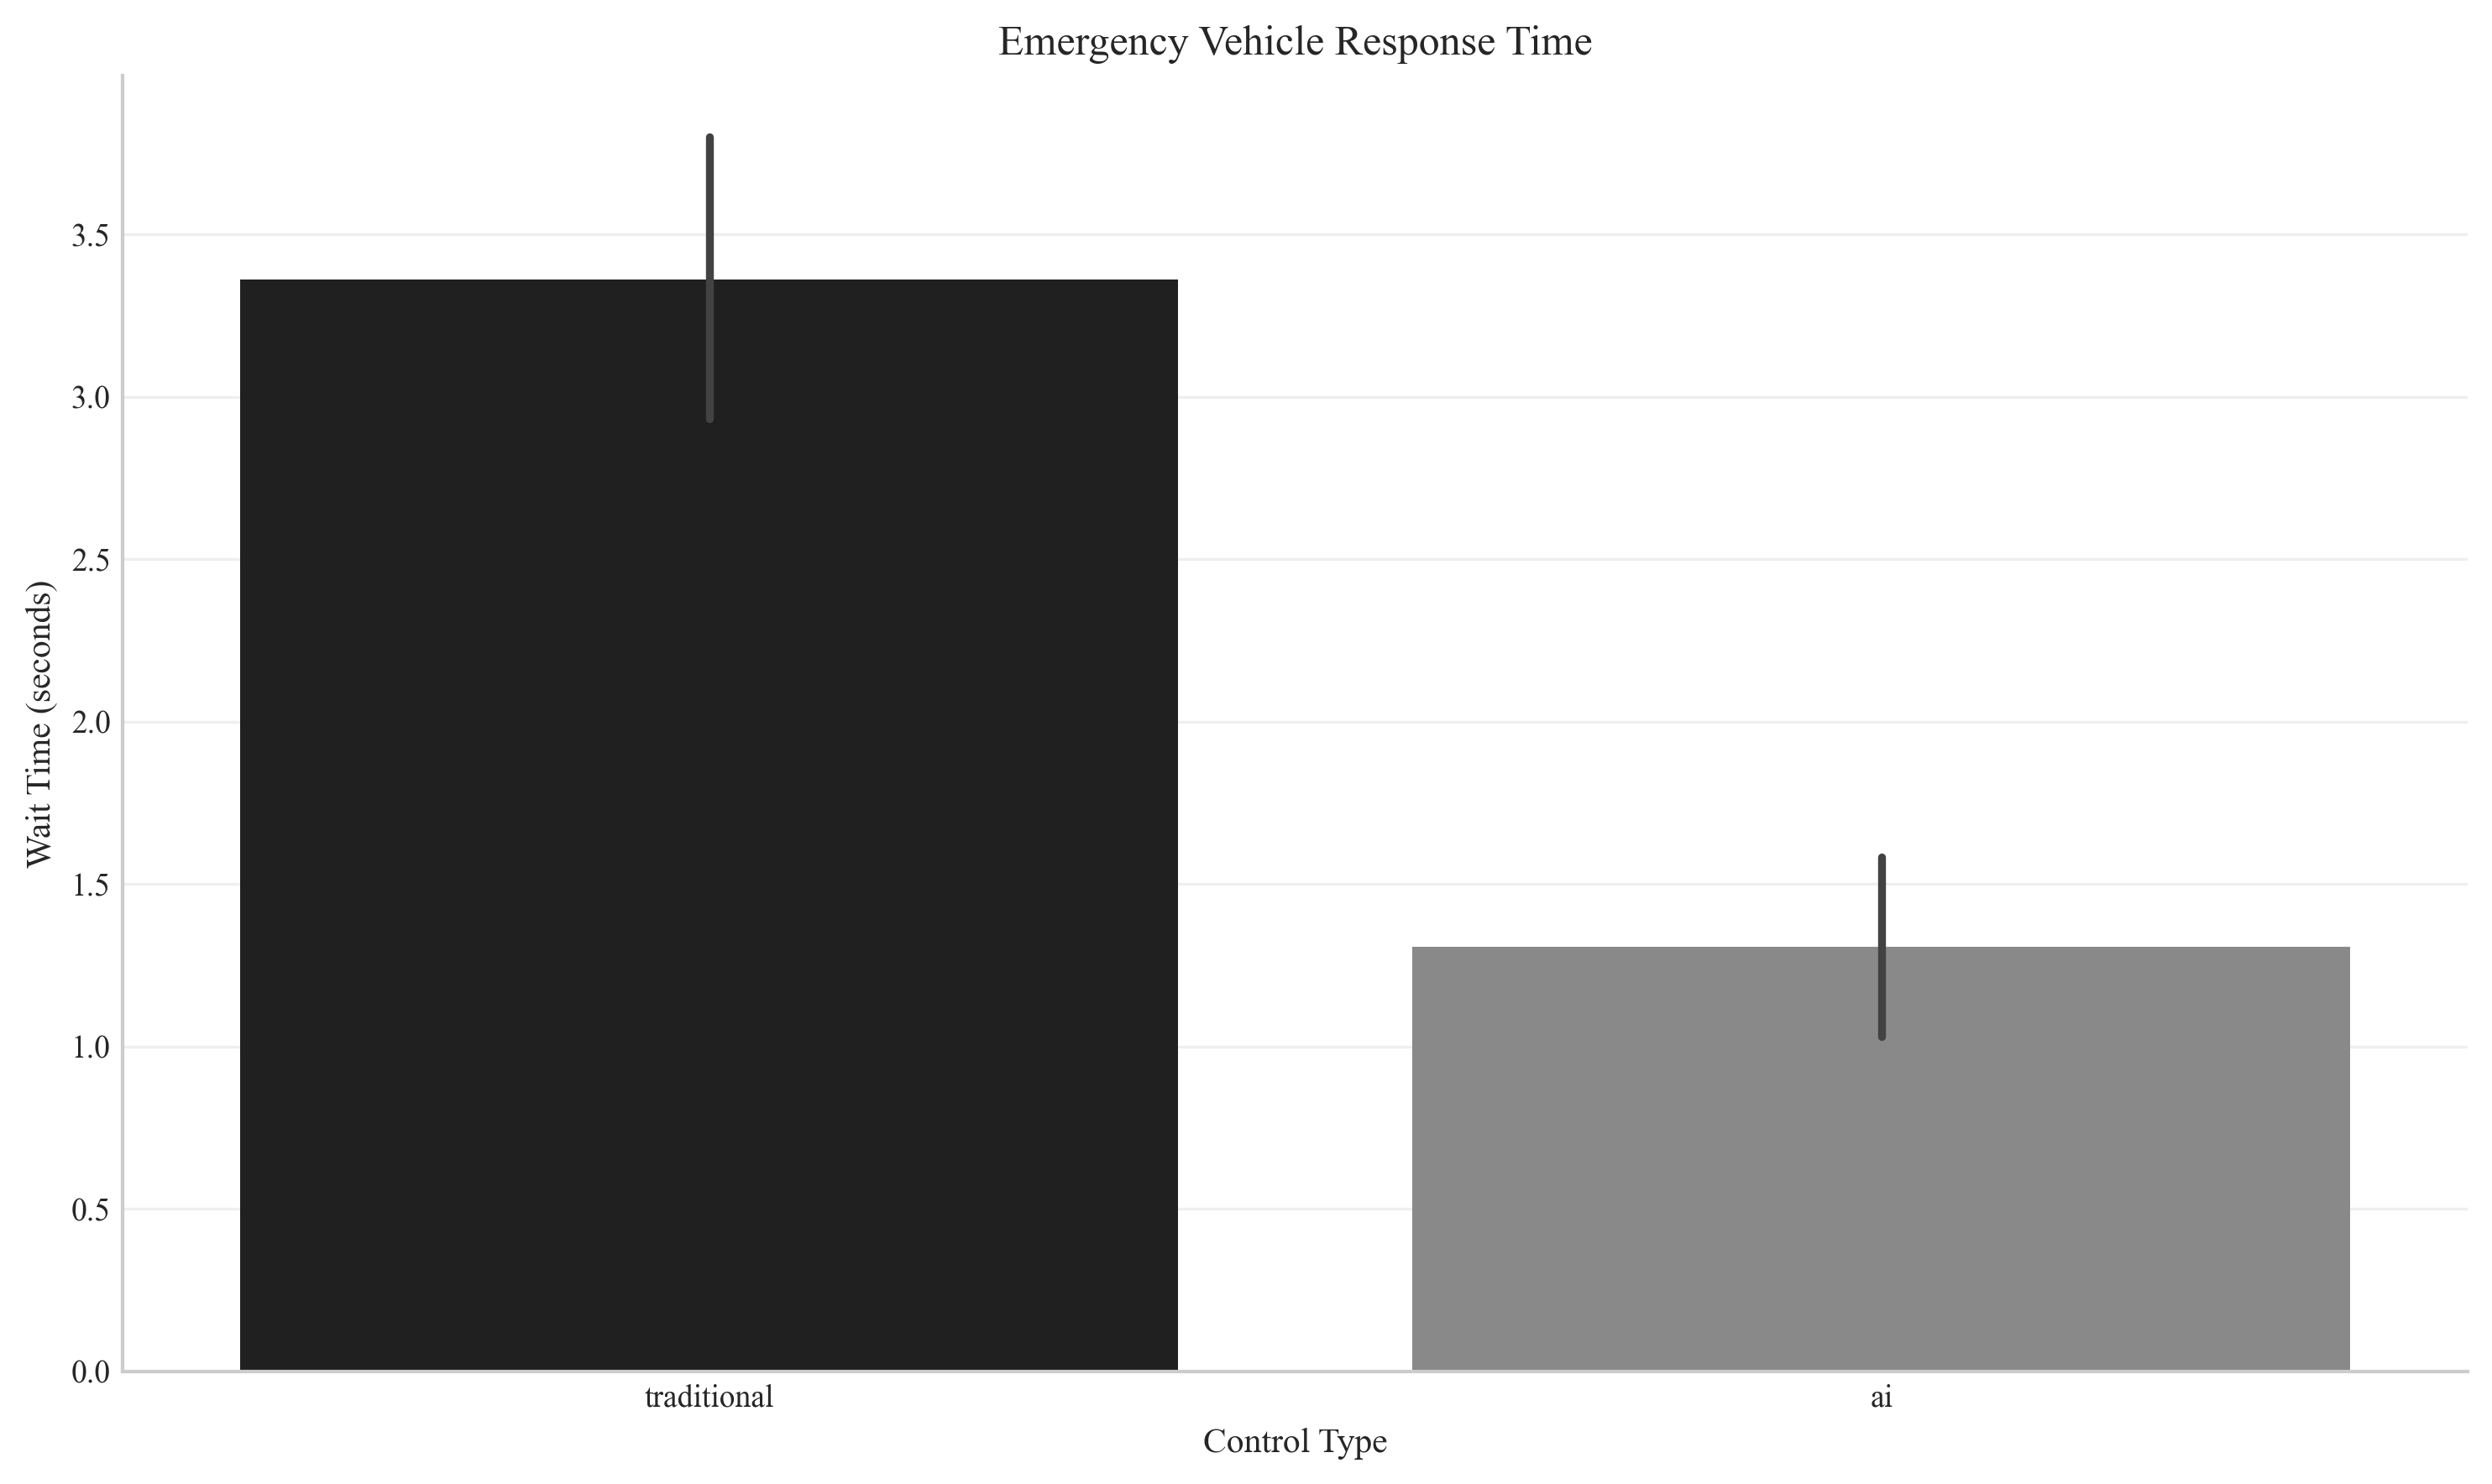 Emergency Vehicle Response Time
3.5
3.0
2.5
2.0
1.5
1.0
0.5
0.0
Wait Time (seconds)
traditional
ai
Control Type